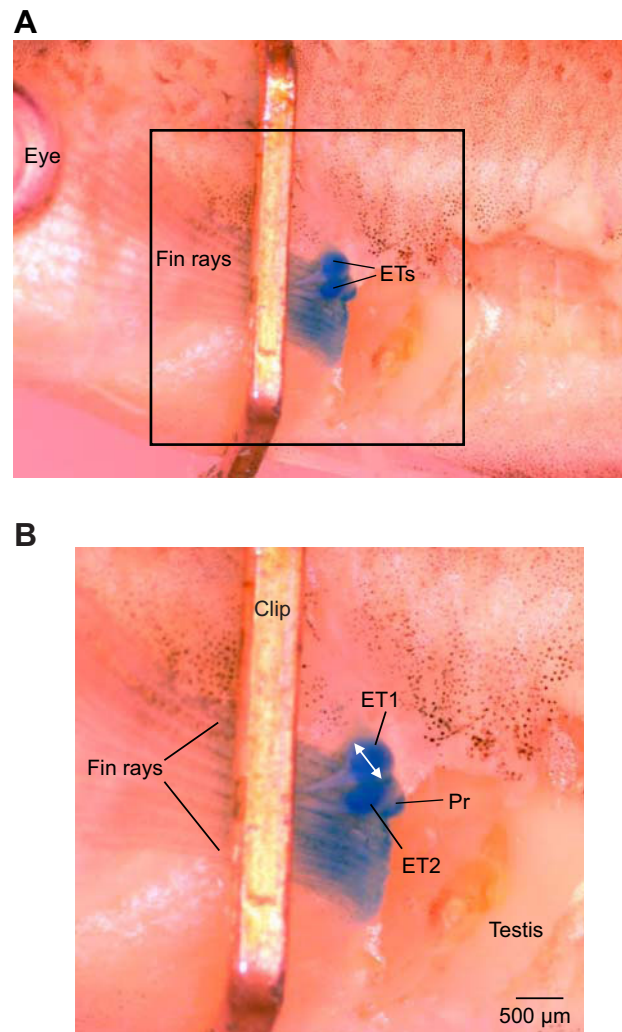 A
Eye
Fin rays
ETs
B
Clip
ET1
Fin rays
Pr
ET2
Testis
500 μm